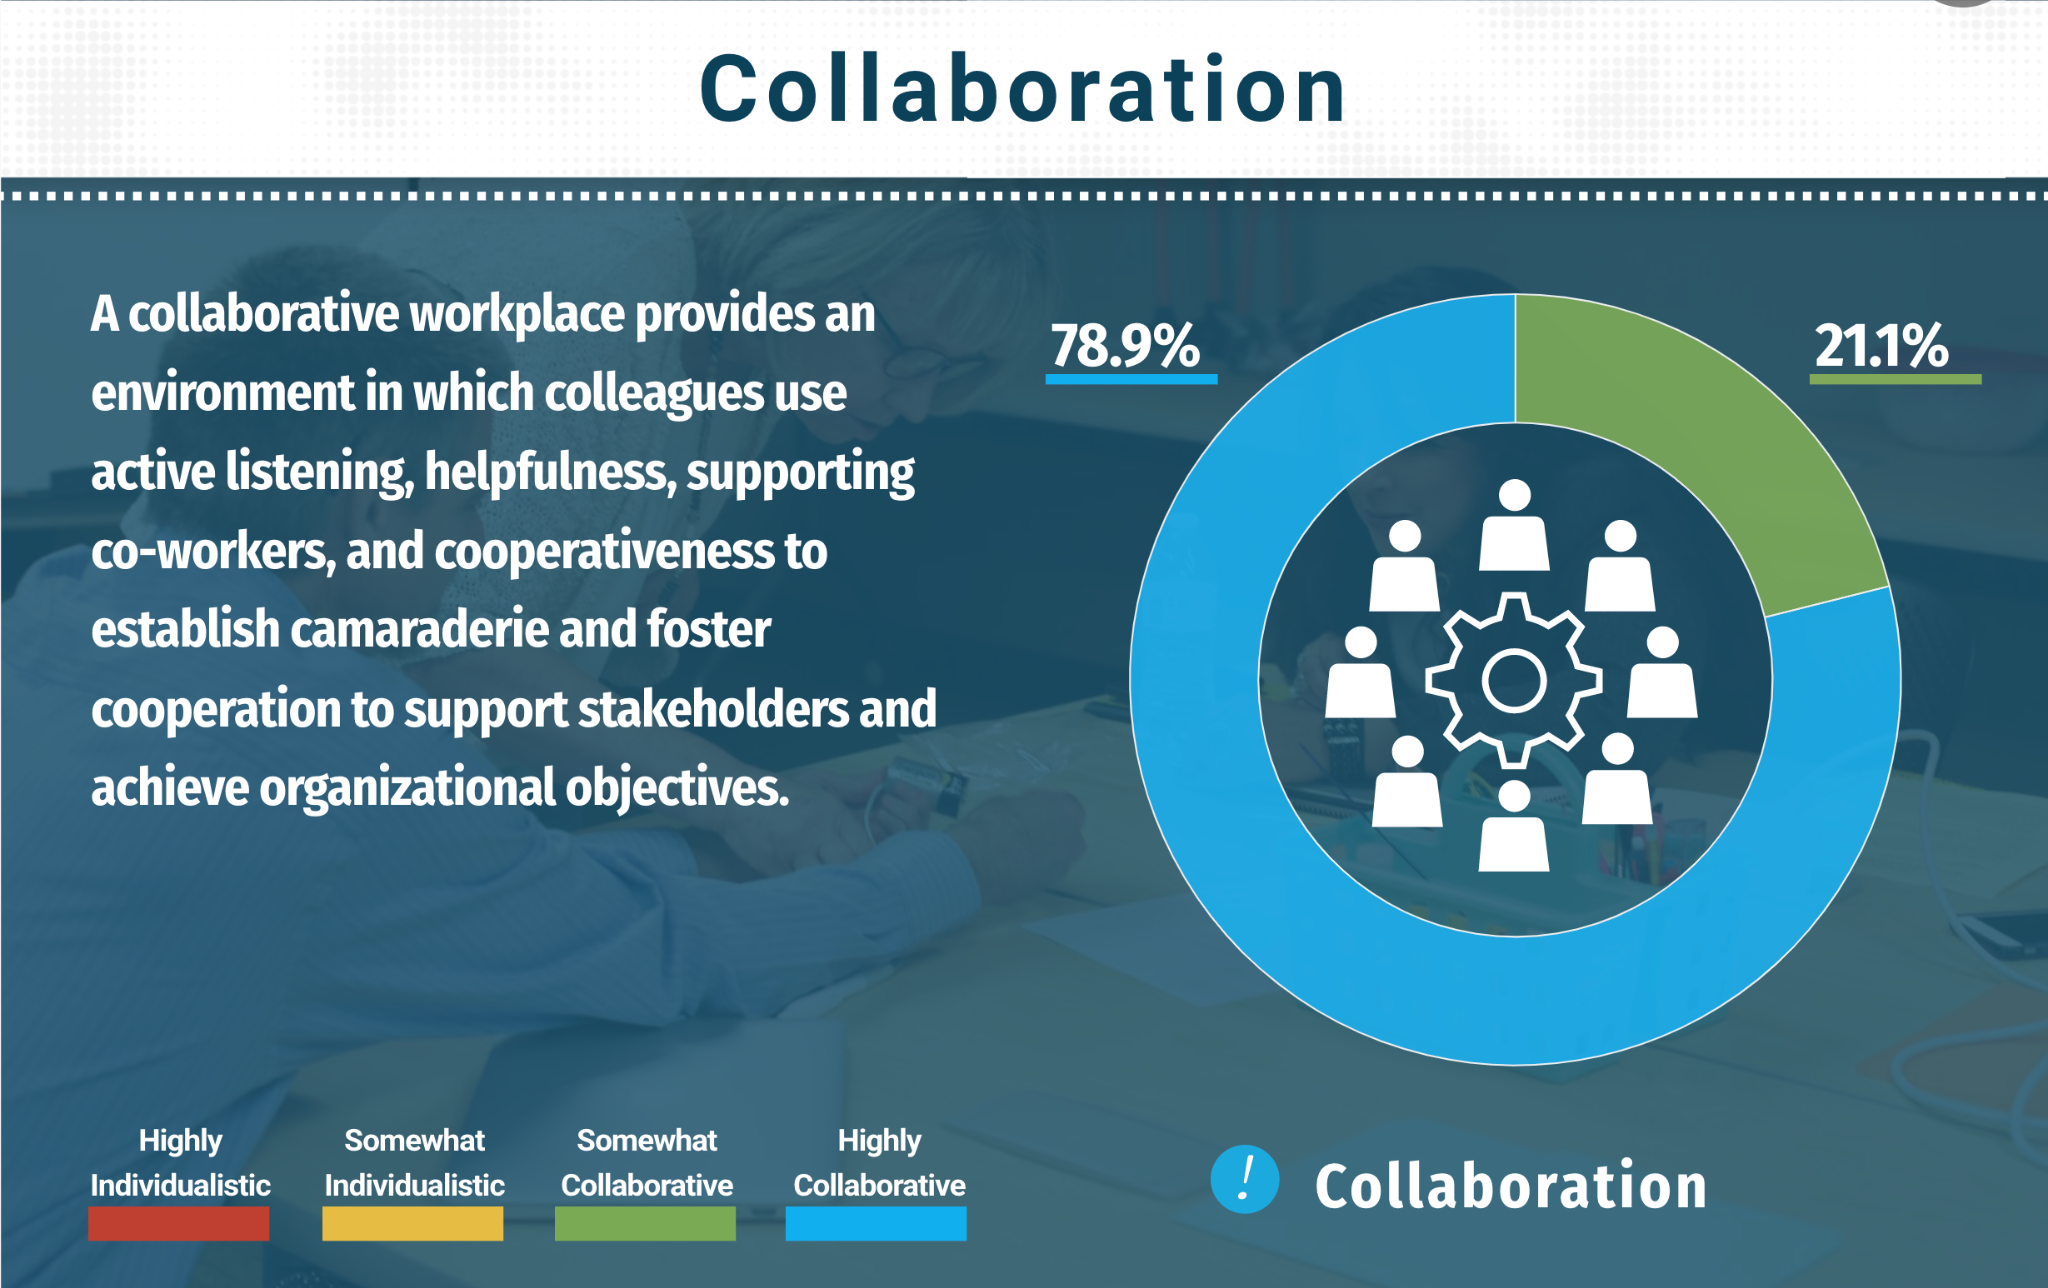 Collaboration
A collaborative workplace provides an
environment in which colleagues use
active listening, helpfulness, supporting
co-workers, and cooperativeness to
establish camaraderie and foster
cooperation to support stakeholders and
achieve organizational objectives.
78.9%
21.1%
Highly
Individualistic
Somewhat
Individualistic
Somewhat
Collaborative
Highly
Collaborative
! Collaboration